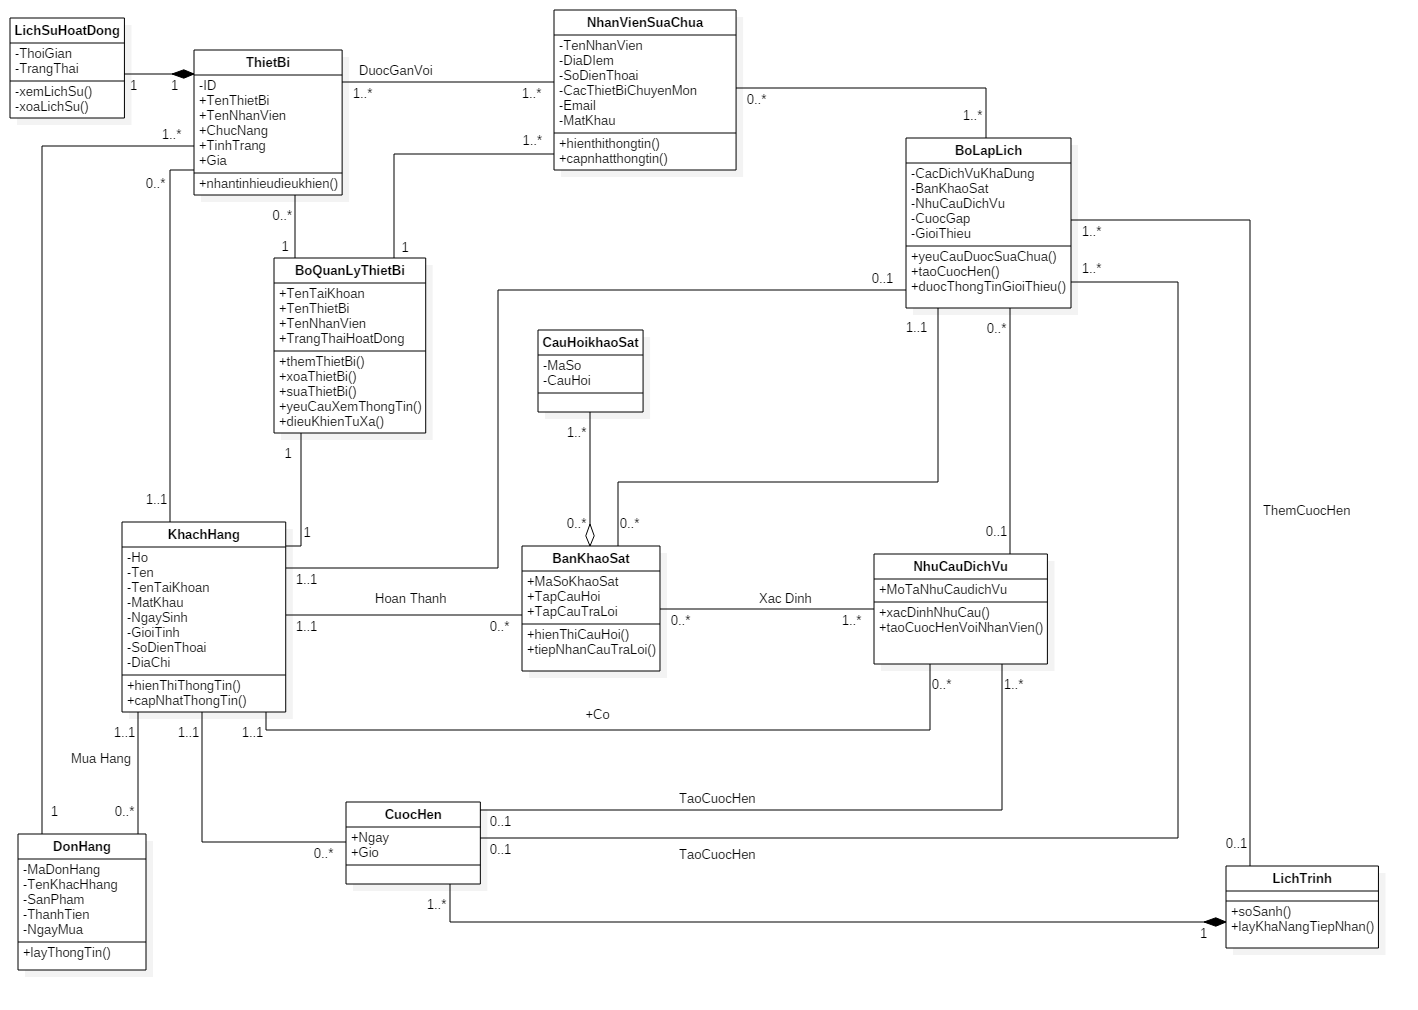 LichSuHoatDong
-ThoiGian
-TrangThai
-xemLichSu()
-xoaLichSu()
1
1
ThietBi
-ID
+TenThietBi
+TenNhanVien
+ChucNang
+TinhTrang
+Gia
+nhantinhieudieukhien()
DuocGanVoi
1..*
1..*
NhanVienSuaChua
-TenNhanVien
-DiaDIem
-SoDienThoai
-CacThietBiChuyenMon
-Email
-MatKhau
+hienthithongtin()
+capnhatthongtin()
0..*
1..*
1..*
0..*
0..*
1
1..*
1
BoLapLich
-CacDichVuKhaDung
-BanKhaoSat
-NhuCauDichVu
-CuocGap
-GioiThieu
+yeuCauDuocSuaChua()
+taoCuocHen()
+duocThongTinGioiThieu()
1..*
1..*
0..1
1..1
0..*
BoQuanLyThietBi
+TenTaiKhoan
+TenThietBi
+TenNhanVien
+TrangThaiHoatDong
+themThietBi()
+xoaThietBi()
+suaThietBi()
+yeuCauXemThongTin()
+dieuKhienTuXa()
1
1
CauHoikhaoSat
-MaSo
-CauHoi
1..*
0..*
0..*
ThemCuocHen
0..1
1..1
KhachHang
-Ho
-Ten
-TenTaiKhoan
-MatKhau
-NgaySinh
-GioiTinh
-SoDienThoai
-DiaChi
+hienThiThongTin()
+capNhatThongTin()
1..1
Hoan Thanh
1..1
0..*
BanKhaoSat
+MaSoKhaoSat
+TapCauHoi
+TapCauTraLoi
+hienThiCauHoi()
+tiepNhanCauTraLoi()
Xac Dinh
0..*
1..*
NhuCauDichVu
+MoTaNhuCaudichVu
+xacDinhNhuCau()
+taoCuocHenVoiNhanVien()
0..*
1..*
+Co
1..1
1..1
1..1
Mua Hang
1
0..*
TaoCuocHen
0..1
0..1
TaoCuocHen
CuocHen
+Ngay
+Gio
0..*
1..*
0..1
DonHang
-MaDonHang
-TenKhacHhang
-SanPham
-ThanhTien
-NgayMua
+layThongTin()
LichTrinh
+soSanh()
+layKhaNangTiepNhan()
1